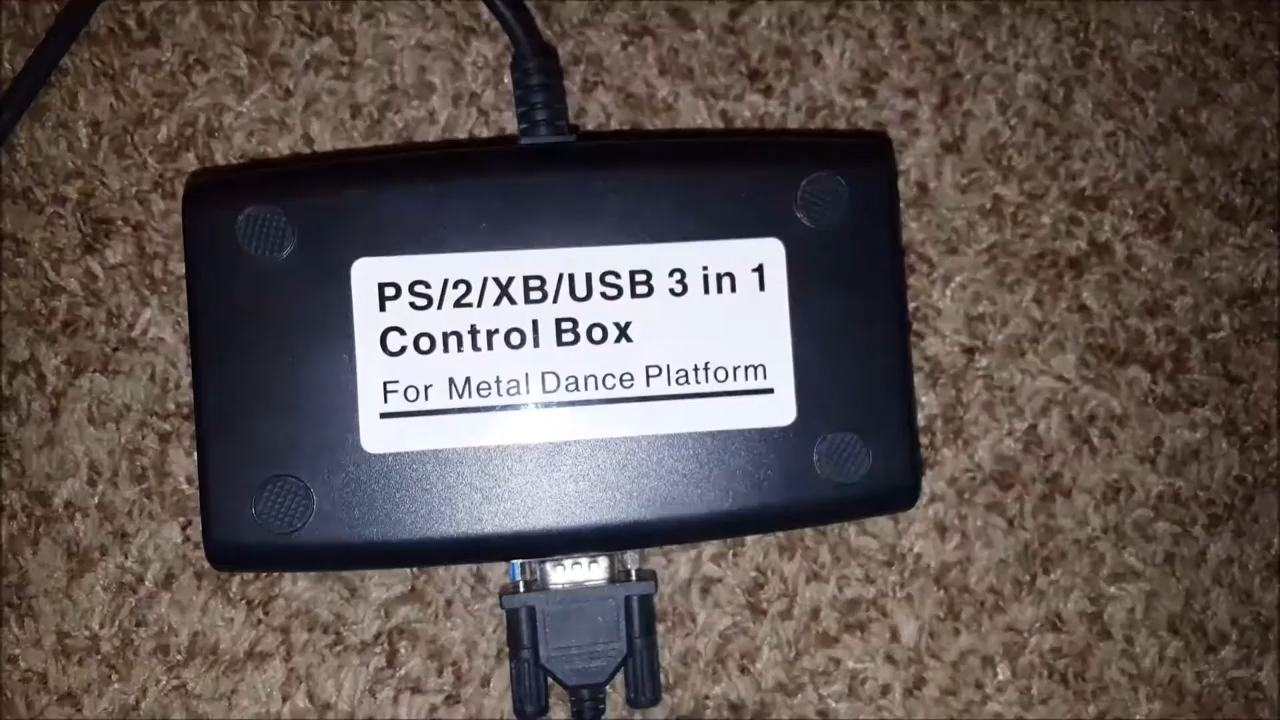 PS/2/XB/USB 3 in 1
Control Box
For Metal Dance Platform